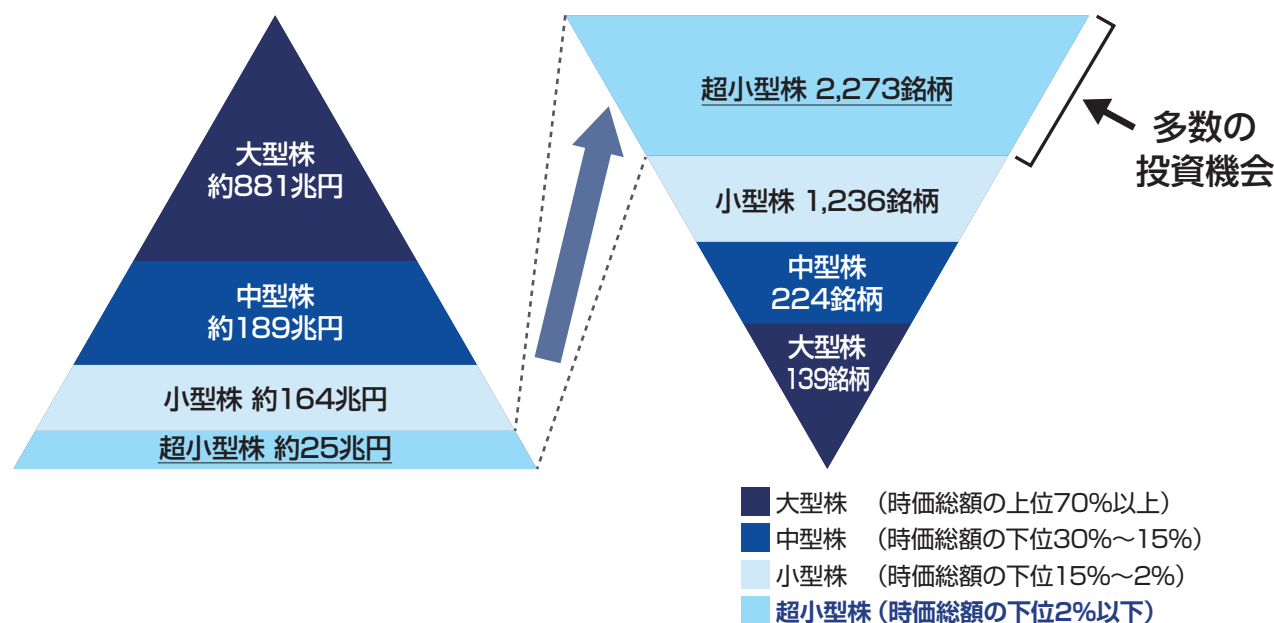 大型株
約881兆円
中型株
約189兆円
小型株 約164兆円
超小型株 約25兆円
超小型株 2,273銘柄
小型株 1,236銘柄
中型株
224銘柄
大型株
139銘柄
多数の
投資機会
大型株 （時価総額の上位70%以上）
中型株 （時価総額の下位30%～15%）
小型株 （時価総額の下位15%～2%）
超小型株（時価総額の下位2%以下）